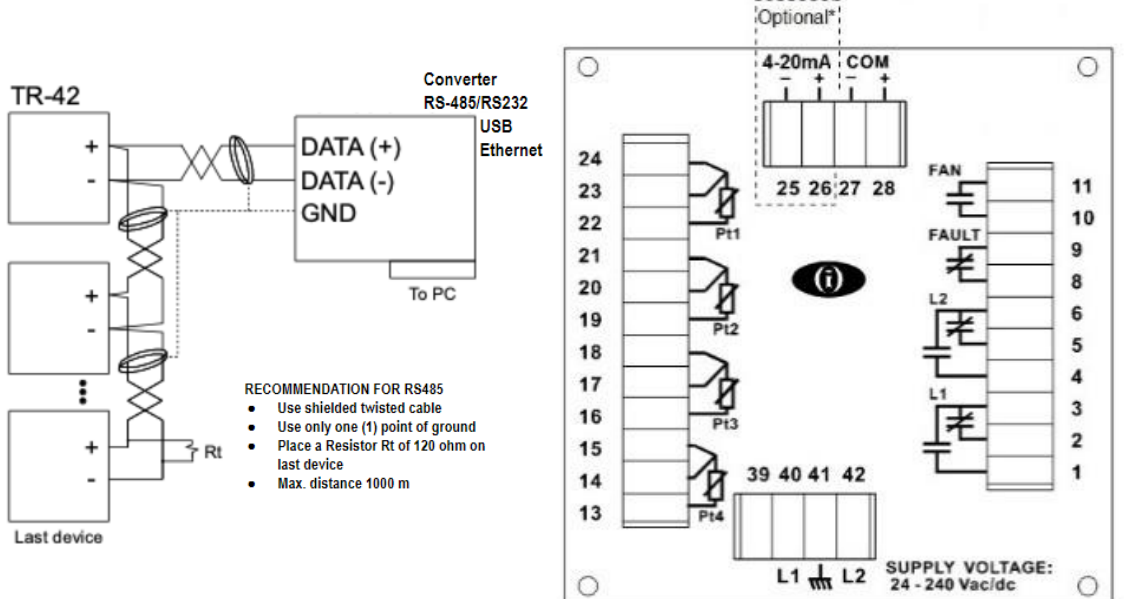 TR-42
+
-
+
-
+
-
Last device
Rt
Converter
RS-485/RS232
USB
Ethernet
DATA (+)
DATA (-)
GND
To PC
RECOMMENDATION FOR RS485
● Use shielded twisted cable
● Use only one (1) point of ground
● Place a Resistor Rt of 120 ohm on
last device
● Max. distance 1000 m
Optional*
4-20mA COM
- + - +
25 26 27 28
24
23
22
21
20
19
18
17
16
15
14
13
Pt1
Pt2
Pt3
Pt4
FAN
FAULT
L2
L1
11
10
9
8
6
5
4
3
2
1
i
39 40 41 42
L1 L2
SUPPLY VOLTAGE:
24 - 240 Vac/dc